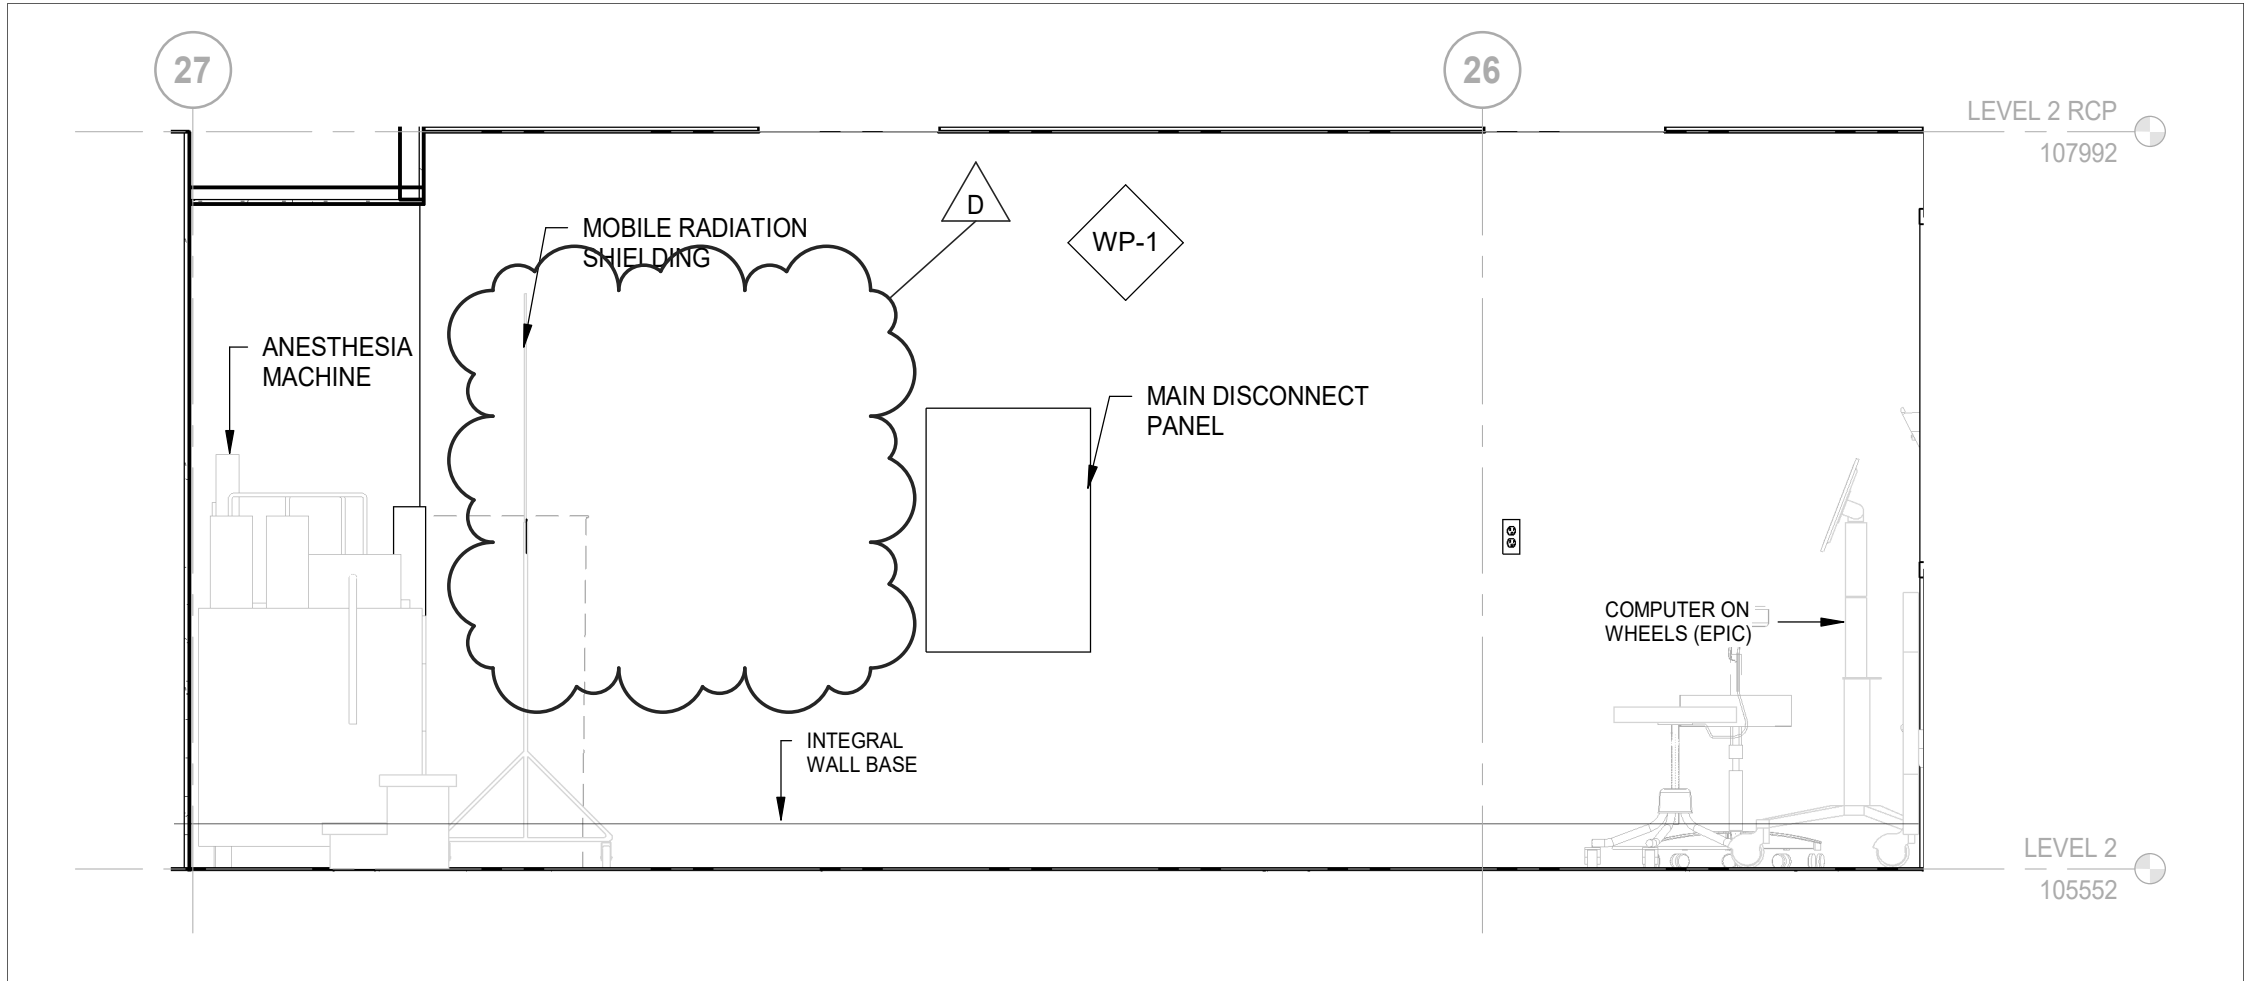 27
26
LEVEL 2 RCP
107992
D
WP-1
MOBILE RADIATION
SHIELDING
ANESTHESIA
MACHINE
MAIN DISCONNECT
PANEL
COMPUTER ON
WHEELS (EPIC)
INTEGRAL
WALL BASE
LEVEL 2
105552